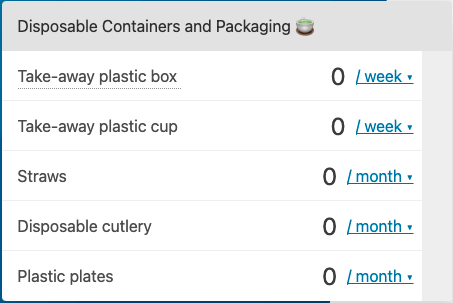 Disposable Containers and Packaging
Take-away plastic box 0 / week ▾
Take-away plastic cup 0 / week ▾
Straws 0 / month ▾
Disposable cutlery 0 / month ▾
Plastic plates 0 / month ▾